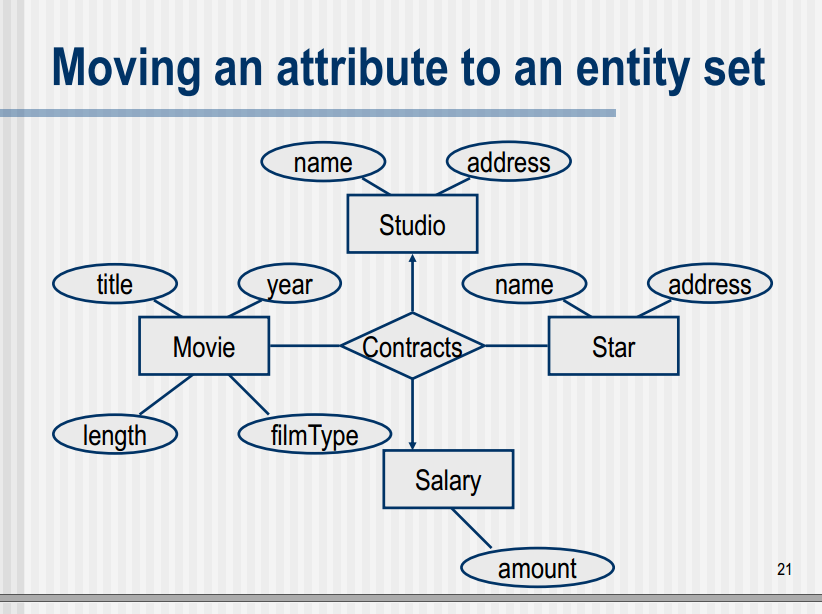 Moving an attribute to an entity set
name
address
Studio
title
year
name
address
Movie
Contracts
Star
length
filmType
Salary
amount
21